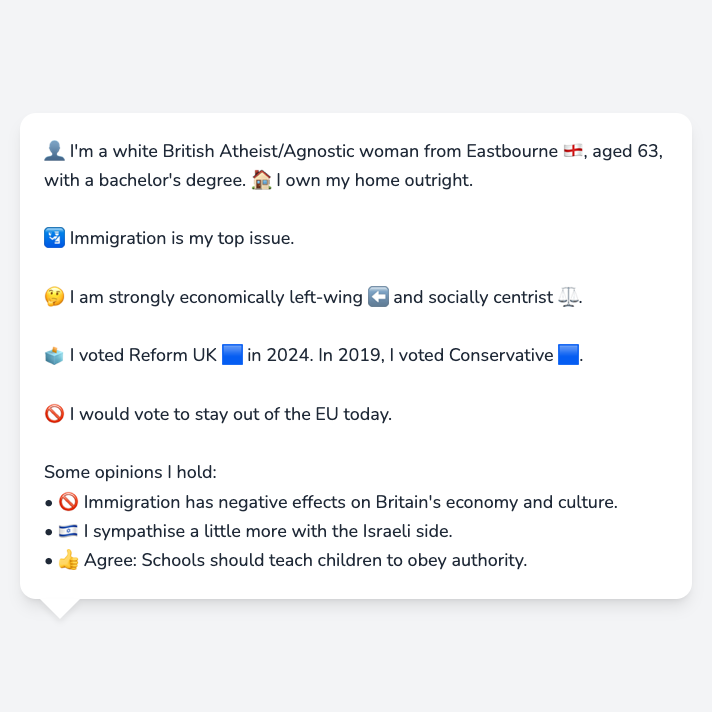 👤 I'm a white British Atheist/Agnostic woman from Eastbourne 🏴󠁧󠁢󠁥󠁮󠁧󠁿, aged 63,
with a bachelor's degree. 🏠 I own my home outright.
🛂 Immigration is my top issue.
🤔 I am strongly economically left-wing ⬅️ and socially centrist ⚖️.
🗳️ I voted Reform UK 🟦 in 2024. In 2019, I voted Conservative 🟦.
🚫 I would vote to stay out of the EU today.
Some opinions I hold:
• 🚫 Immigration has negative effects on Britain's economy and culture.
• 🇮🇱 I sympathise a little more with the Israeli side.
• 👍 Agree: Schools should teach children to obey authority.